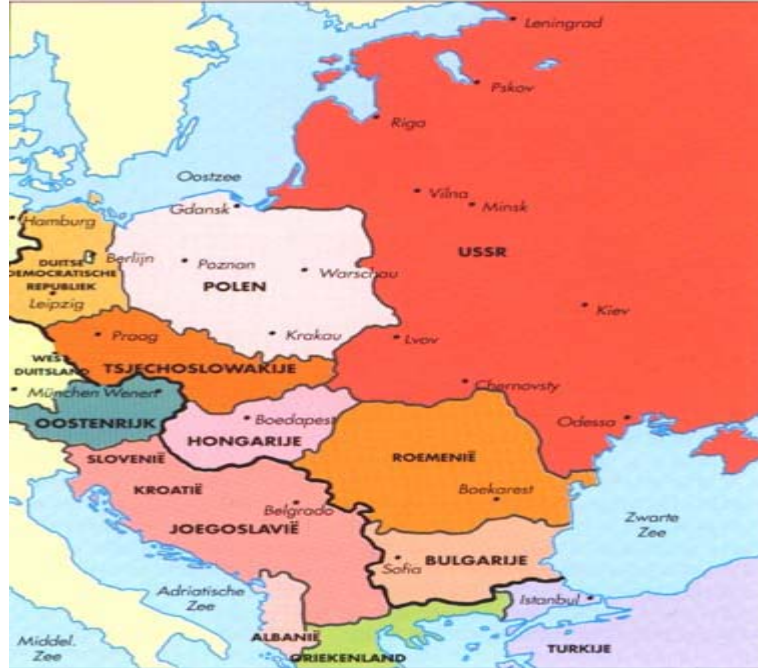 Leningrad
Pskov
Riga
Oostzee
Vilna
Minsk
Gdansk
Hamburg
USSR
Berlijn
DUITSE
DEMOCRATISCHE
REPUBLIEK
Poznan
Warschau
POLEN
Leipzig
Kiev
Praag
Krakau
Lvov
WEST
DUITSLAND
TSJECHOSLOWAKIJE
Chernovsty
München
Wenen
OOSTENRIJK
Boedapest
Odessa
HONGARIJE
SLOVENIË
ROEMENIË
KROATIË
Boekarest
Belgrado
JOEGOSLAVIË
Zwarte
Zee
Sofia
BULGARIJE
Adriatische
Zee
Istanbul
ALBANIË
Middel.
Zee
GRIEKENLAND
TURKIJE